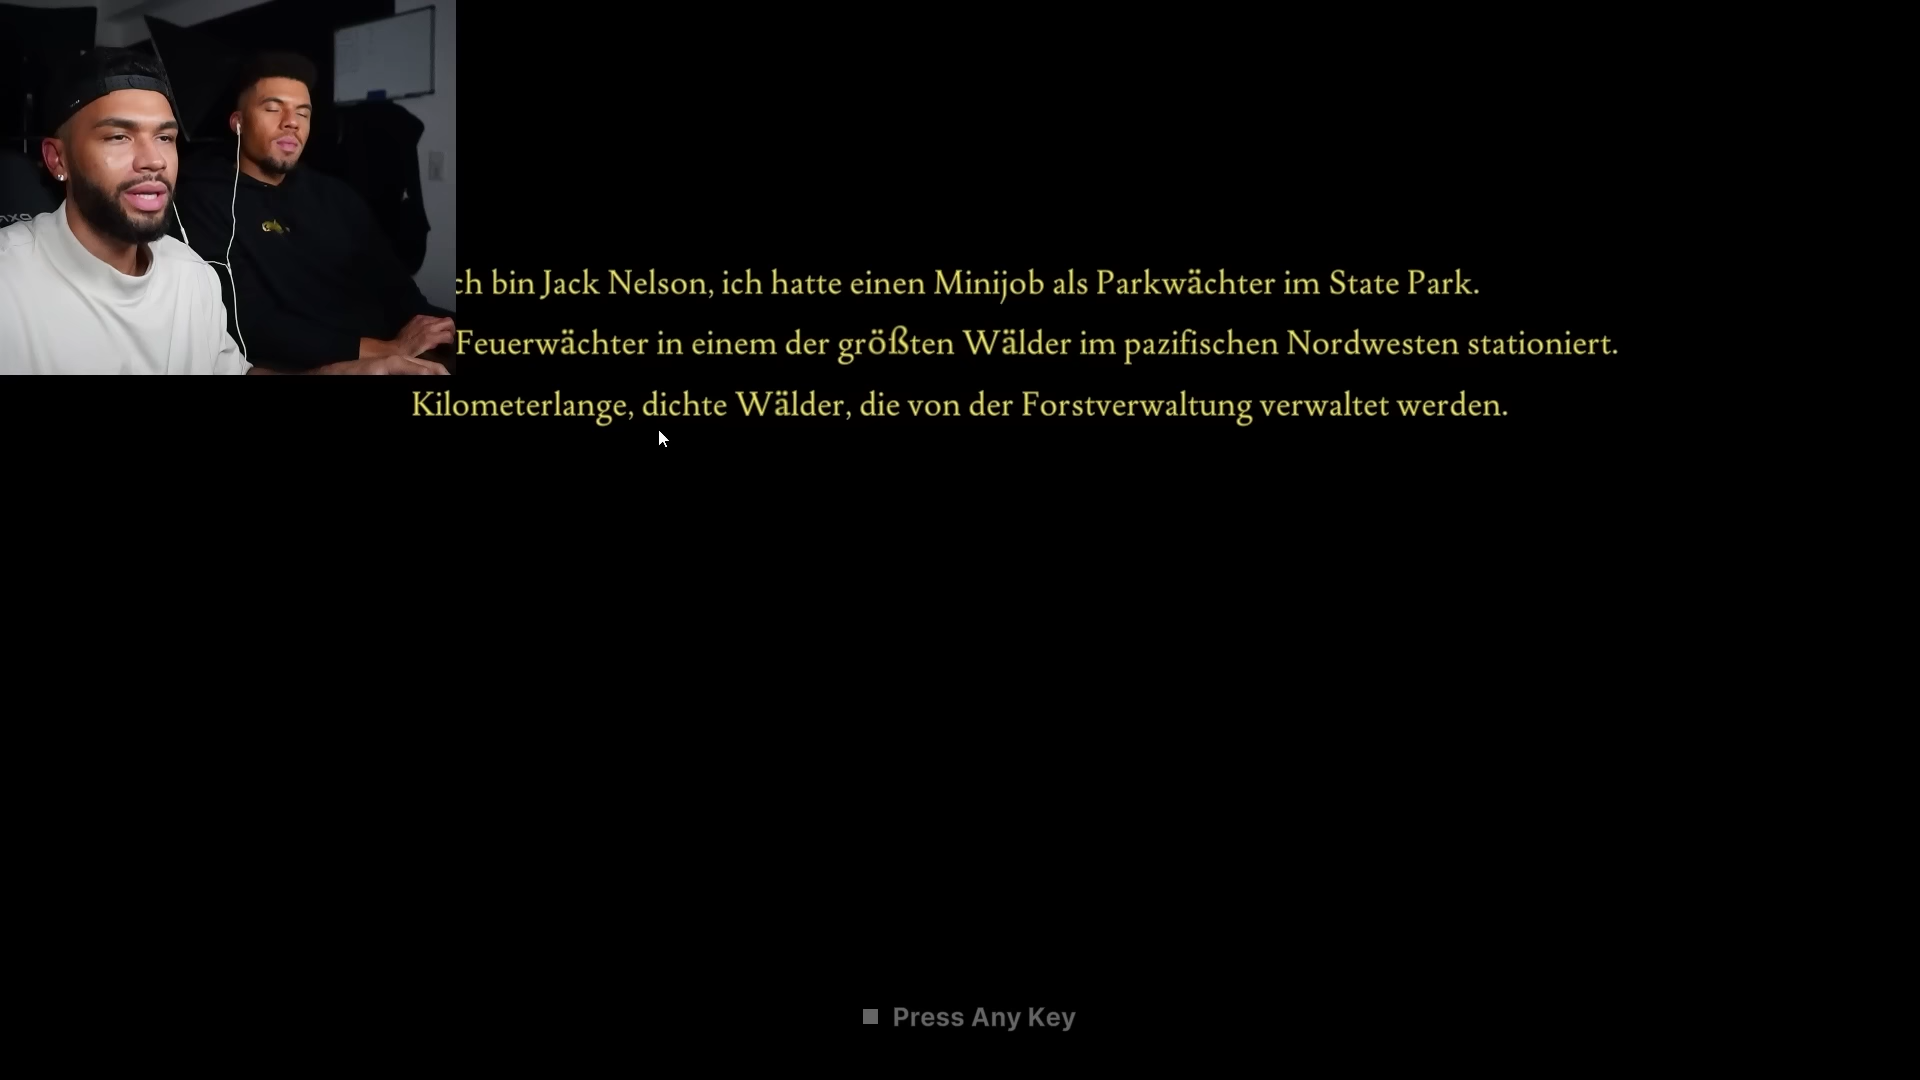 ch bin Jack Nelson, ich hatte einen Minijob als Parkwächter im State Park.
Feuerwächter in einem der größten Wälder im pazifischen Nordwesten stationiert.
Kilometerlange, dichte Wälder, die von der Forstverwaltung verwaltet werden.
Press Any Key